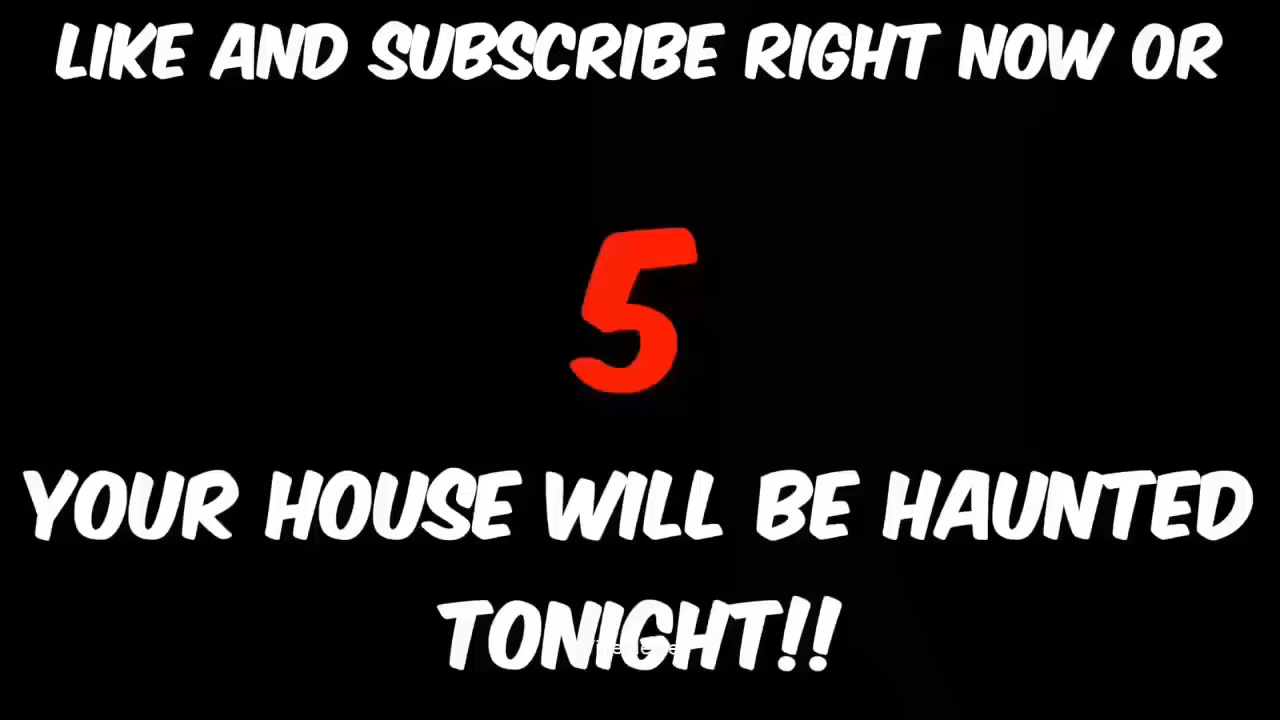 LIKE AND SUBSCRIBE RIGHT NOW OR
5
YOUR HOUSE WILL BE HAUNTED
TONIGHT!!